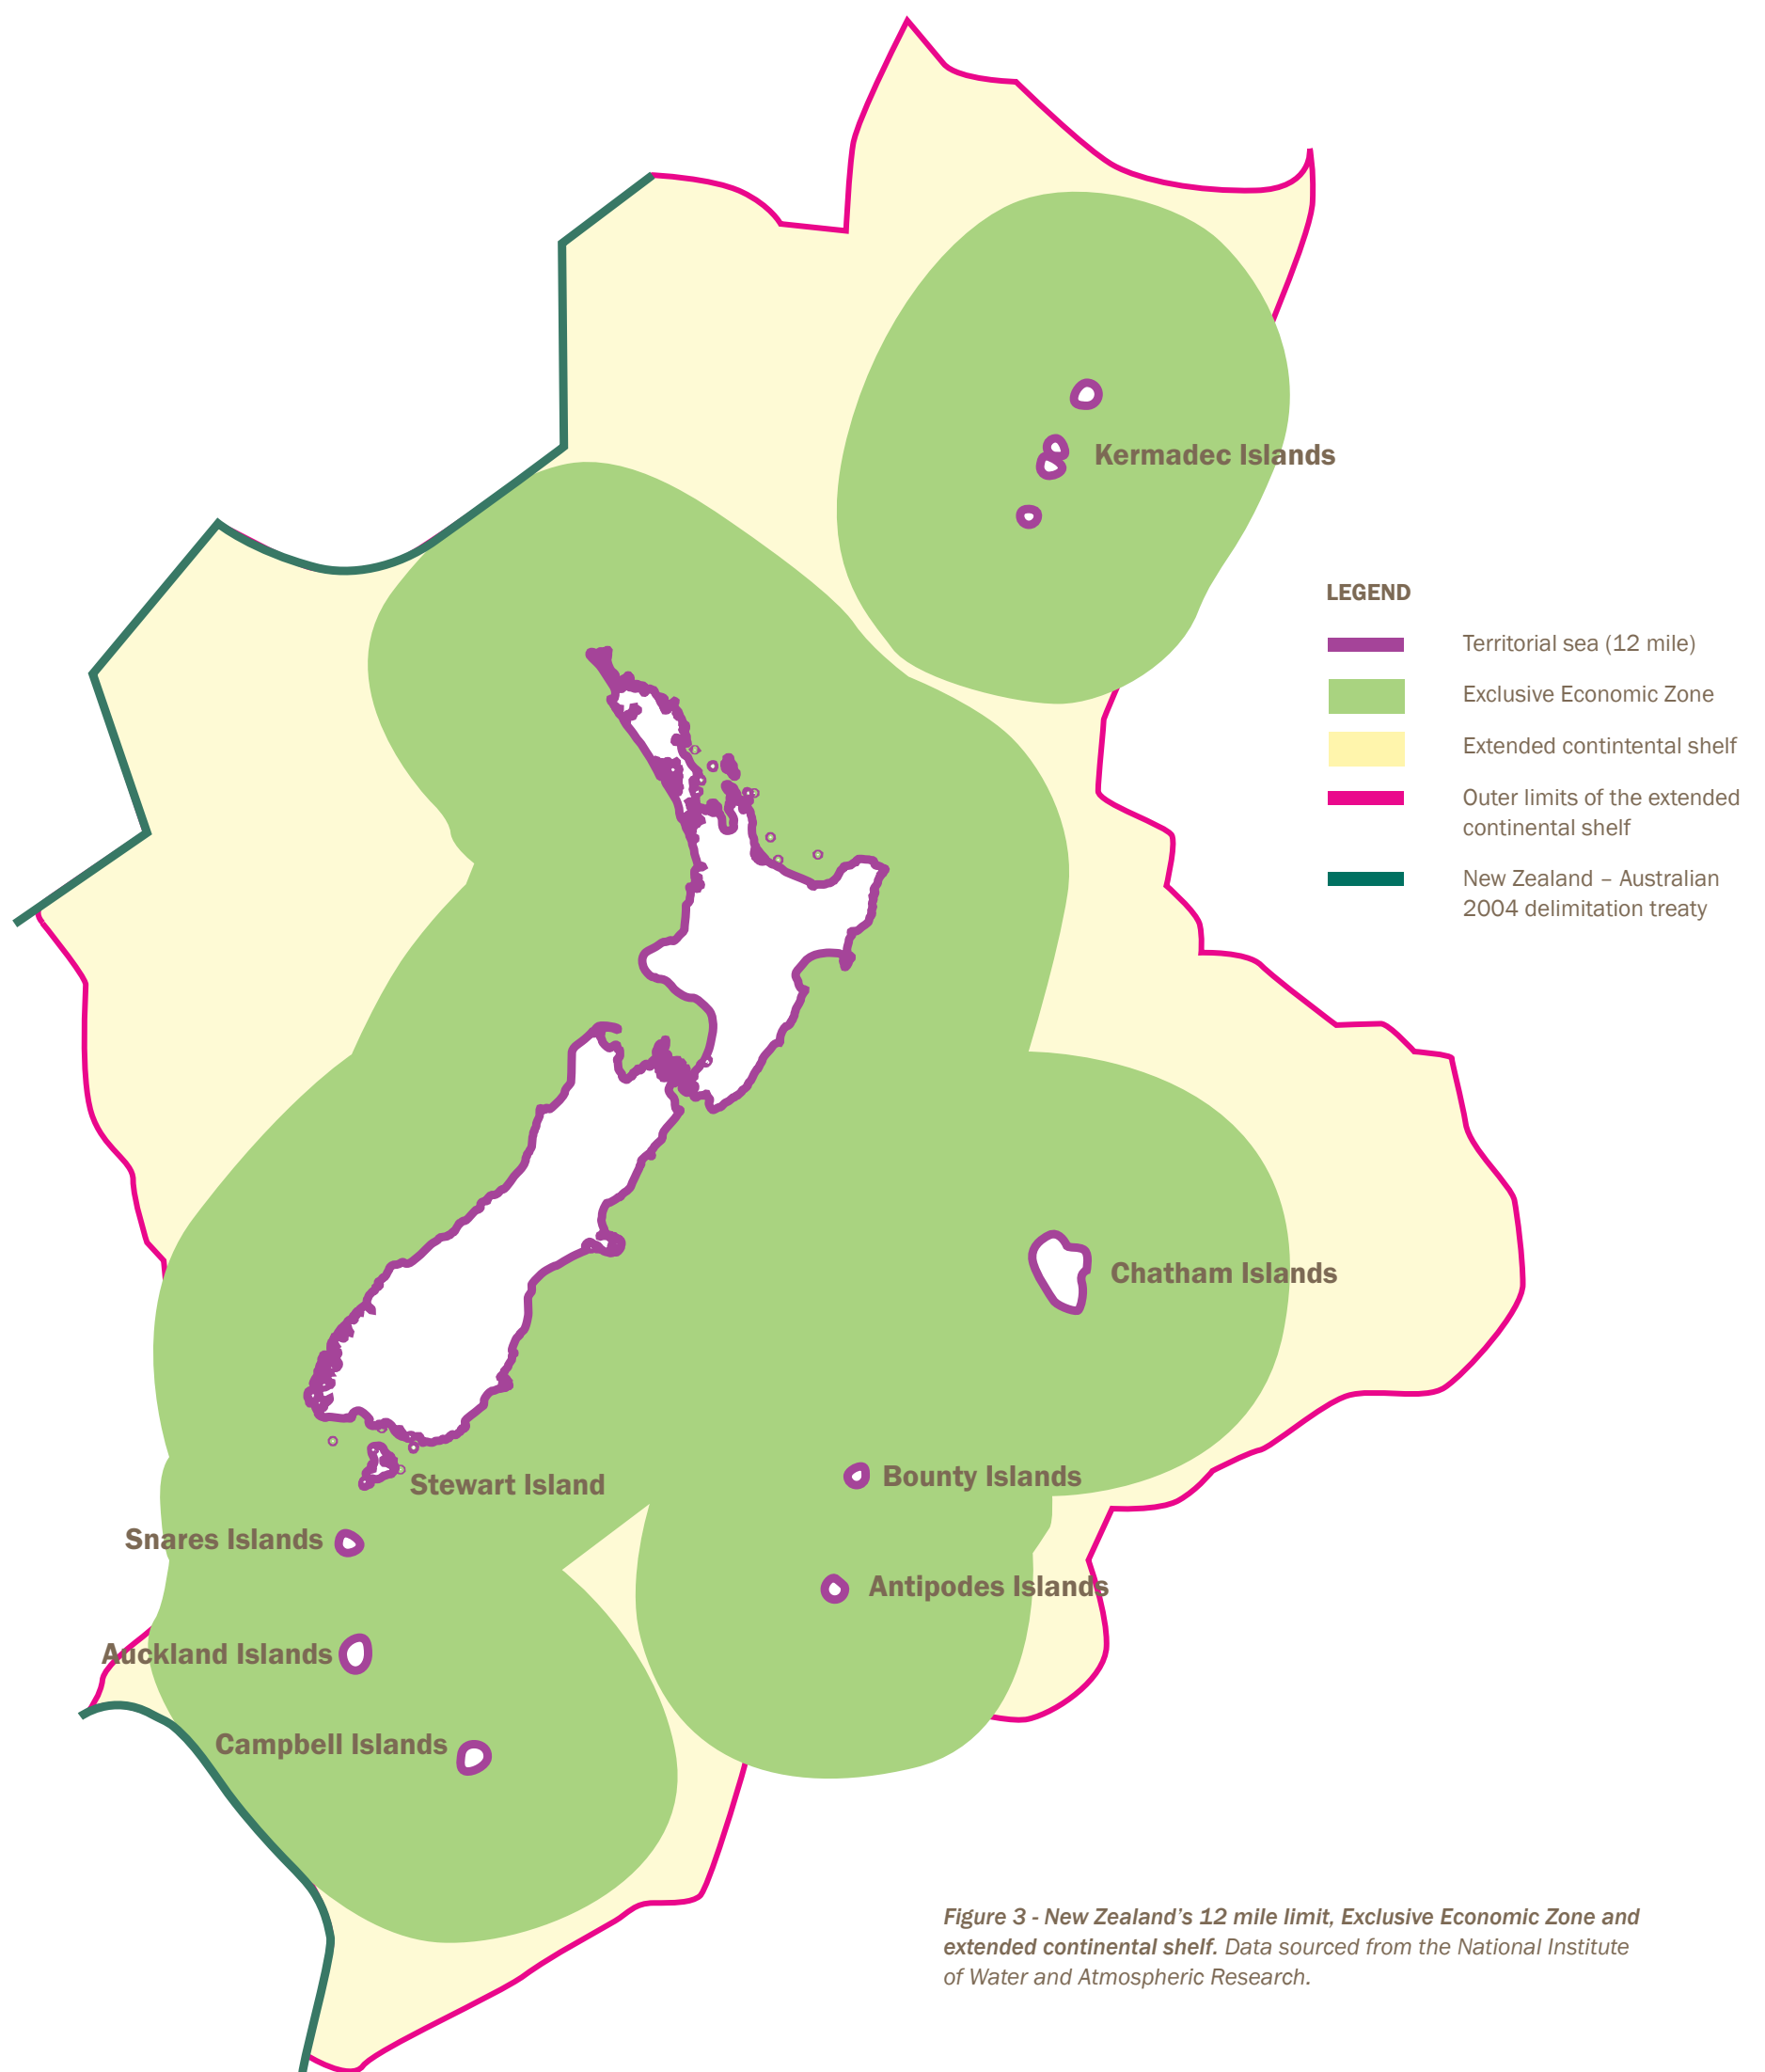 Kermadec Islands
LEGEND
Territorial sea (12 mile)
Exclusive Economic Zone
Extended contintental shelf
Outer limits of the extended
continental shelf
New Zealand – Australian
2004 delimitation treaty
Chatham Islands
Bounty Islands
Stewart Island
Snares Islands
Antipodes Islands
Auckland Islands
Campbell Islands
Figure 3 - New Zealand’s 12 mile limit, Exclusive Economic Zone and
extended continental shelf. Data sourced from the National Institute
of Water and Atmospheric Research.